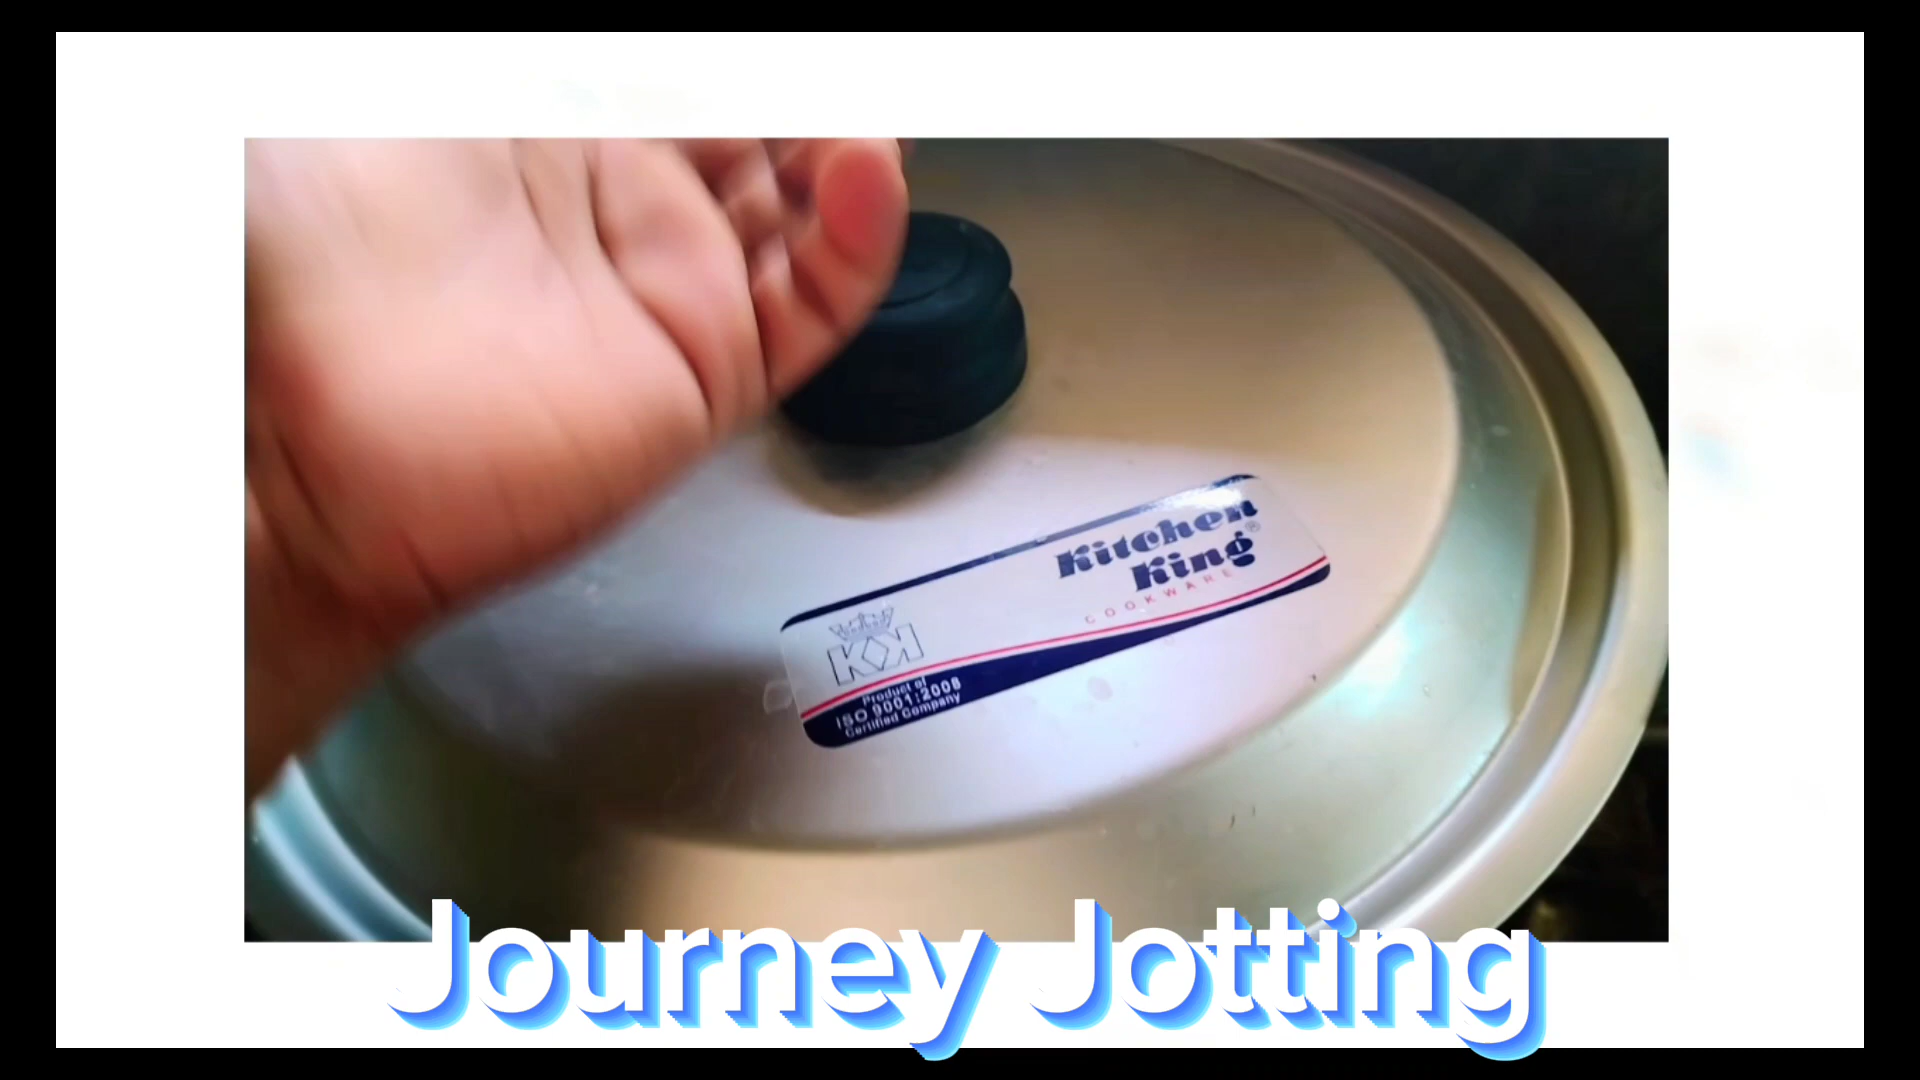 Kitchen
King®
COOKWARE
KK
Product of
ISO 9001:2008
Certified Company
Journey Jotting